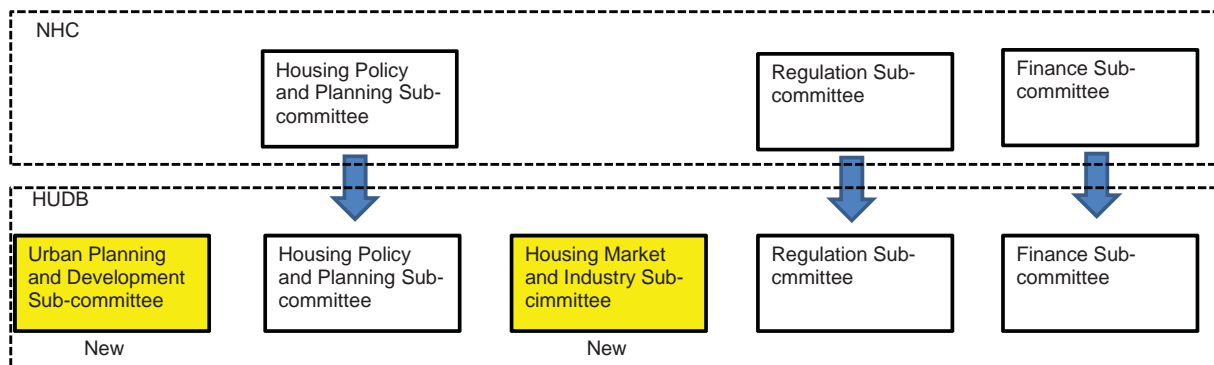 NHC
Housing Policy
and Planning Sub-
committee
Regulation Sub-
committee
Finance Sub-
committee
HUDB
Urban Planning
and Development
Sub-committee
Housing Policy
and Planning Sub-
committee
Housing Market
and Industry Sub-
cimmittee
Regulation Sub-
cmmittee
Finance Sub-
committee
New
New